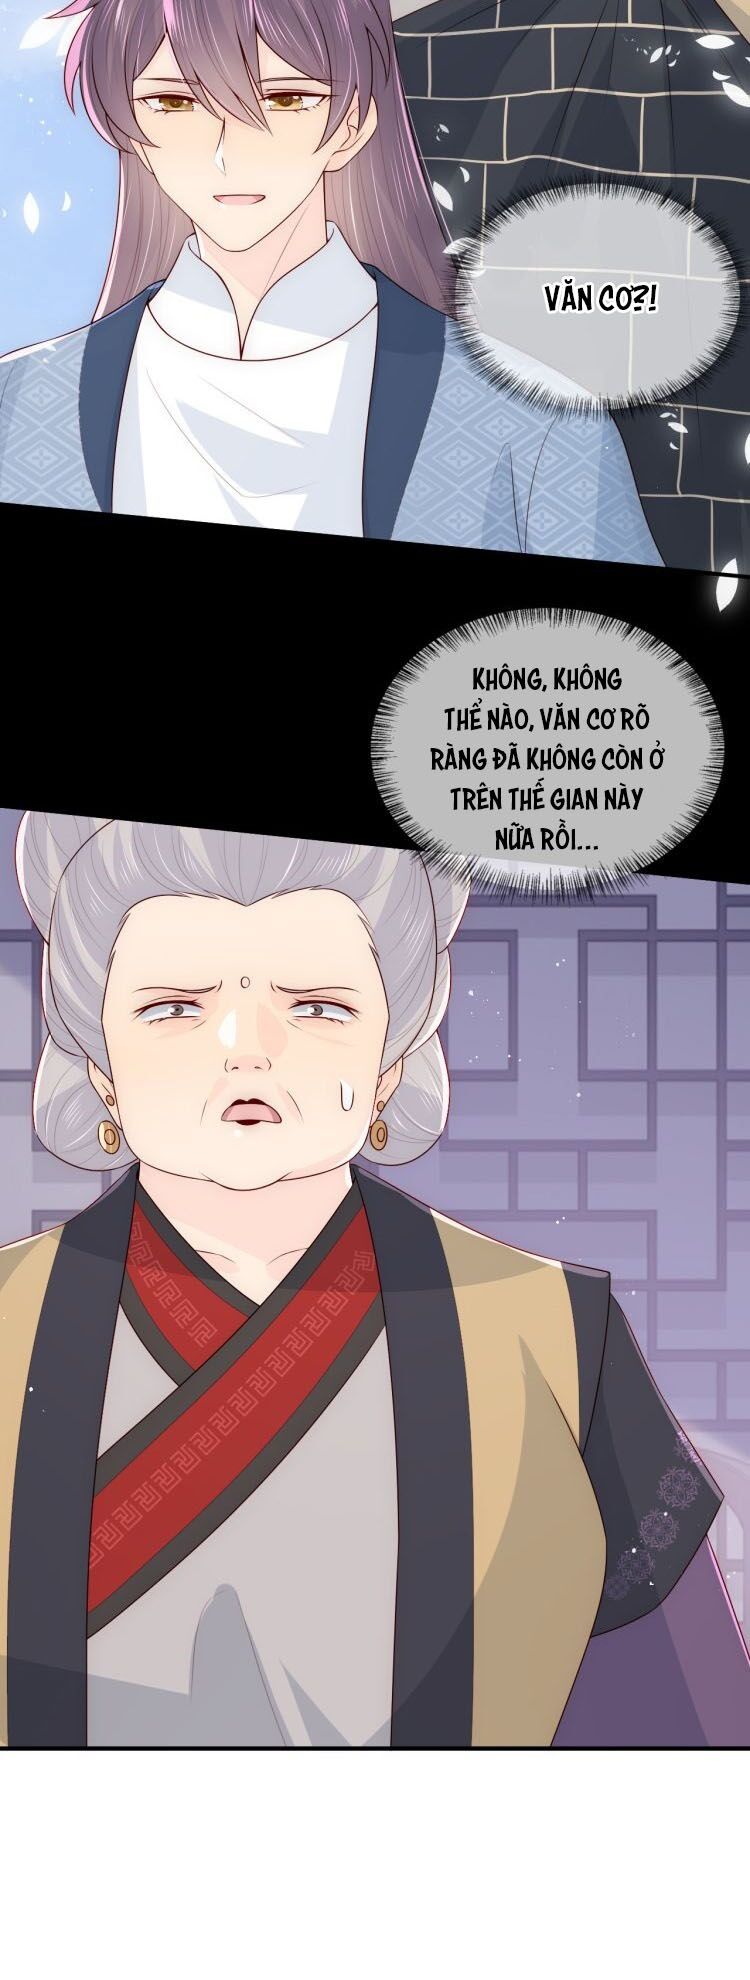 VĂN CƠ?!
KHÔNG, KHÔNG
THỂ NÀO, VĂN CƠ RÕ
RÀNG ĐÃ KHÔNG CÒN Ở
TRÊN THẾ GIAN NÀY
NỮA RỒI...